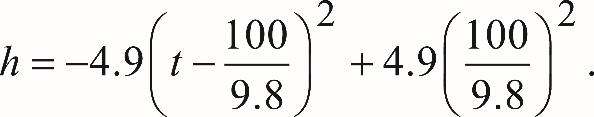 h = −4.9(t − 100/9.8)² + 4.9(100/9.8)² .